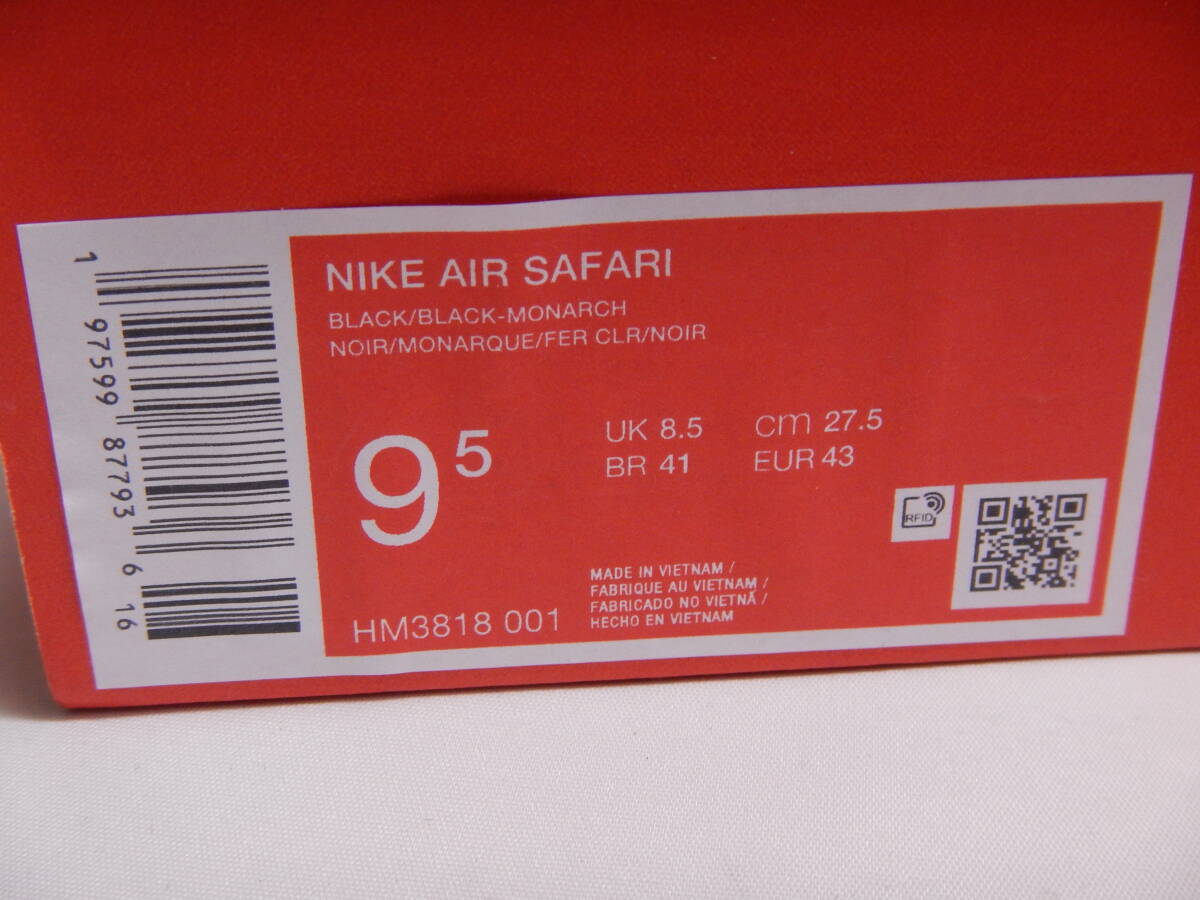 NIKE AIR SAFARI
BLACK/BLACK-MONARCH
NOIR/MONARQUE/FER CLR/NOIR
9 5
UK 8.5 cm 27.5
BR 41 EUR 43
RFID
MADE IN VIETNAM /
FABRIQUE AU VIETNAM /
FABRICADO NO VIETNÃ /
HECHO EN VIETNAM
HM3818 001
1 97599 87793 6 16